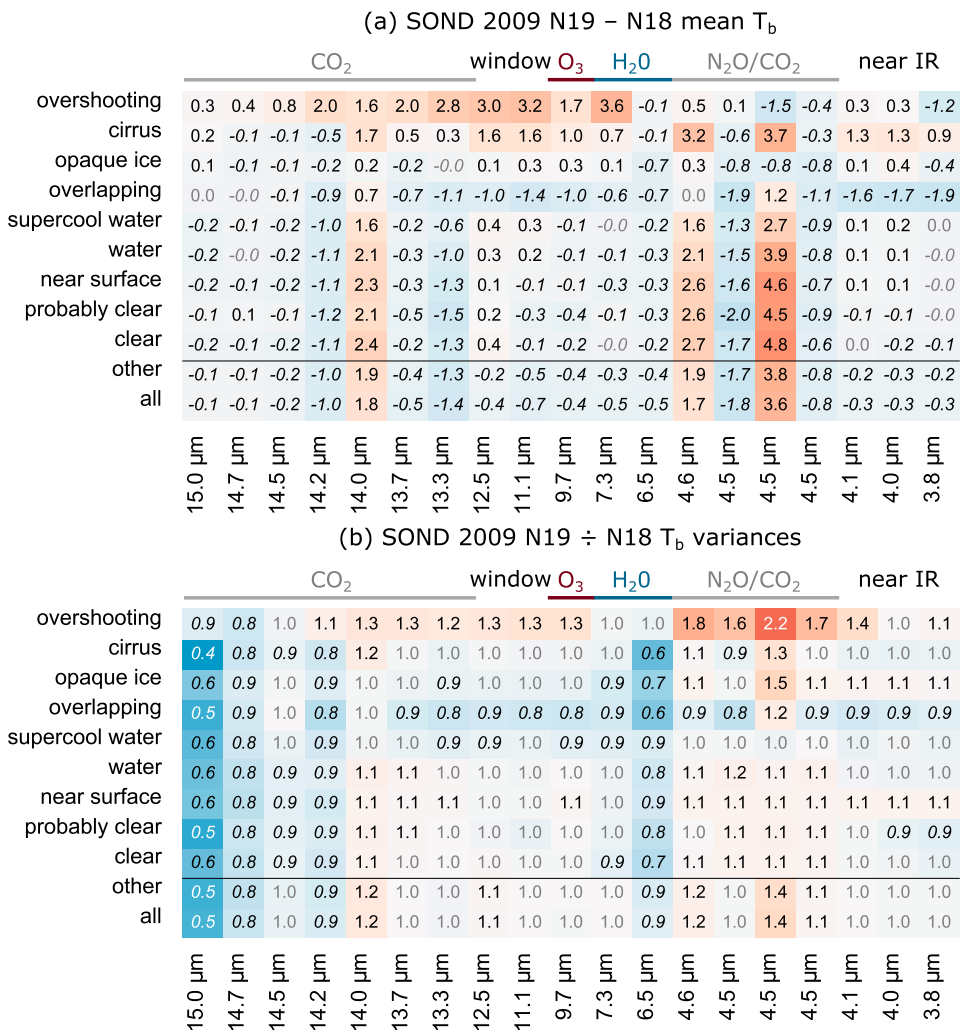 (a) SOND 2009 N19 – N18 mean Tb
CO2 window O3 H20 N2O/CO2 near IR
overshooting 0.3 0.4 0.8 2.0 1.6 2.0 2.8 3.0 3.2 1.7 3.6 -0.1 0.5 0.1 -1.5 -0.4 0.3 0.3 -1.2
cirrus 0.2 -0.1 -0.1 -0.5 1.7 0.5 0.3 1.6 1.6 1.0 0.7 -0.1 3.2 -0.6 3.7 -0.3 1.3 1.3 0.9
opaque ice 0.1 -0.1 -0.1 -0.1 0.2 -0.2 -0.0 0.1 0.3 0.3 0.1 -0.7 0.3 -0.8 -0.8 -0.8 0.1 0.4 -0.4
overlapping 0.0 -0.0 -0.1 -0.9 0.7 -0.7 -1.1 -1.0 -1.4 -1.0 -0.6 -0.7 0.0 -1.9 1.2 -1.1 -1.6 -1.7 -1.9
supercool water -0.2 -0.1 -0.2 -1.0 1.6 -0.2 -0.6 0.4 0.3 -0.1 -0.0 -0.2 1.6 -1.3 2.7 -0.9 0.1 0.2 0.0
water -0.2 -0.0 -0.2 -1.1 2.1 -0.3 -1.0 0.3 0.2 -0.1 -0.1 -0.3 2.1 -1.5 3.9 -0.8 0.1 0.1 -0.0
near surface -0.2 -0.1 -0.2 -1.1 2.3 -0.3 -1.3 0.1 -0.1 -0.3 -0.1 -0.3 2.6 -1.6 4.6 -0.7 0.1 0.1 -0.0
probably clear -0.1 0.1 -0.1 -1.2 2.1 -0.5 -1.5 0.2 -0.3 -0.4 -0.1 -0.3 2.6 -2.0 4.5 -0.9 -0.1 -0.1 -0.0
clear -0.2 -0.1 -0.2 -1.1 2.4 -0.2 -1.3 0.4 -0.1 -0.2 -0.0 -0.2 2.7 -1.7 4.8 -0.6 0.0 -0.2 -0.1
other -0.1 -0.1 -0.2 -1.0 1.9 -0.4 -1.3 -0.2 -0.5 -0.4 -0.3 -0.4 1.9 -1.7 3.8 -0.8 -0.2 -0.3 -0.2
all -0.1 -0.1 -0.2 -1.0 1.8 -0.5 -1.4 -0.4 -0.7 -0.4 -0.5 -0.5 1.7 -1.8 3.6 -0.8 -0.3 -0.3 -0.3
15.0 µm 14.7 µm 14.5 µm 14.2 µm 14.0 µm 13.7 µm 13.3 µm 12.5 µm 11.1 µm 9.7 µm 7.3 µm 6.5 µm 4.6 µm 4.5 µm 4.5 µm 4.5 µm 4.1 µm 4.0 µm 3.8 µm
(b) SOND 2009 N19 ÷ N18 Tb variances
CO2 window O3 H20 N2O/CO2 near IR
overshooting 0.9 0.8 1.0 1.1 1.3 1.3 1.2 1.3 1.3 1.3 1.0 1.0 1.8 1.6 2.2 1.7 1.4 1.0 1.1
cirrus 0.4 0.8 0.9 0.8 1.2 1.0 1.0 1.0 1.0 1.0 1.0 0.6 1.1 0.9 1.3 1.0 1.0 1.0 1.0
opaque ice 0.6 0.9 1.0 0.9 1.0 1.0 0.9 1.0 1.0 1.0 0.9 0.7 1.1 1.0 1.5 1.1 1.1 1.1 1.1
overlapping 0.5 0.9 1.0 0.8 1.0 0.9 0.8 0.9 0.8 0.8 0.9 0.6 0.9 0.8 1.2 0.9 0.9 0.9 0.9
supercool water 0.6 0.8 1.0 0.9 1.0 1.0 0.9 0.9 1.0 0.9 0.9 0.9 1.0 1.0 1.0 1.0 1.0 1.0 1.0
water 0.6 0.8 0.9 0.9 1.1 1.1 1.0 1.0 1.0 1.0 1.0 0.8 1.1 1.2 1.1 1.1 1.0 1.0 1.0
near surface 0.6 0.8 0.9 0.9 1.1 1.1 1.1 1.0 1.0 1.1 1.0 0.9 1.1 1.1 1.1 1.1 1.1 1.1 1.1
probably clear 0.5 0.8 0.9 0.9 1.1 1.1 1.0 1.0 1.0 1.0 1.0 0.8 1.0 1.1 1.1 1.1 1.0 0.9 0.9
clear 0.6 0.8 0.9 0.9 1.1 1.0 1.0 1.0 1.0 1.0 0.9 0.7 1.1 1.1 1.1 1.1 1.0 1.0 1.0
other 0.5 0.8 1.0 0.9 1.2 1.0 1.0 1.1 1.0 1.0 1.0 0.9 1.2 1.0 1.4 1.1 1.0 1.0 1.0
all 0.5 0.8 1.0 0.9 1.2 1.0 1.0 1.1 1.0 1.0 1.0 0.9 1.2 1.0 1.4 1.1 1.0 1.0 1.0
15.0 µm 14.7 µm 14.5 µm 14.2 µm 14.0 µm 13.7 µm 13.3 µm 12.5 µm 11.1 µm 9.7 µm 7.3 µm 6.5 µm 4.6 µm 4.5 µm 4.5 µm 4.5 µm 4.1 µm 4.0 µm 3.8 µm